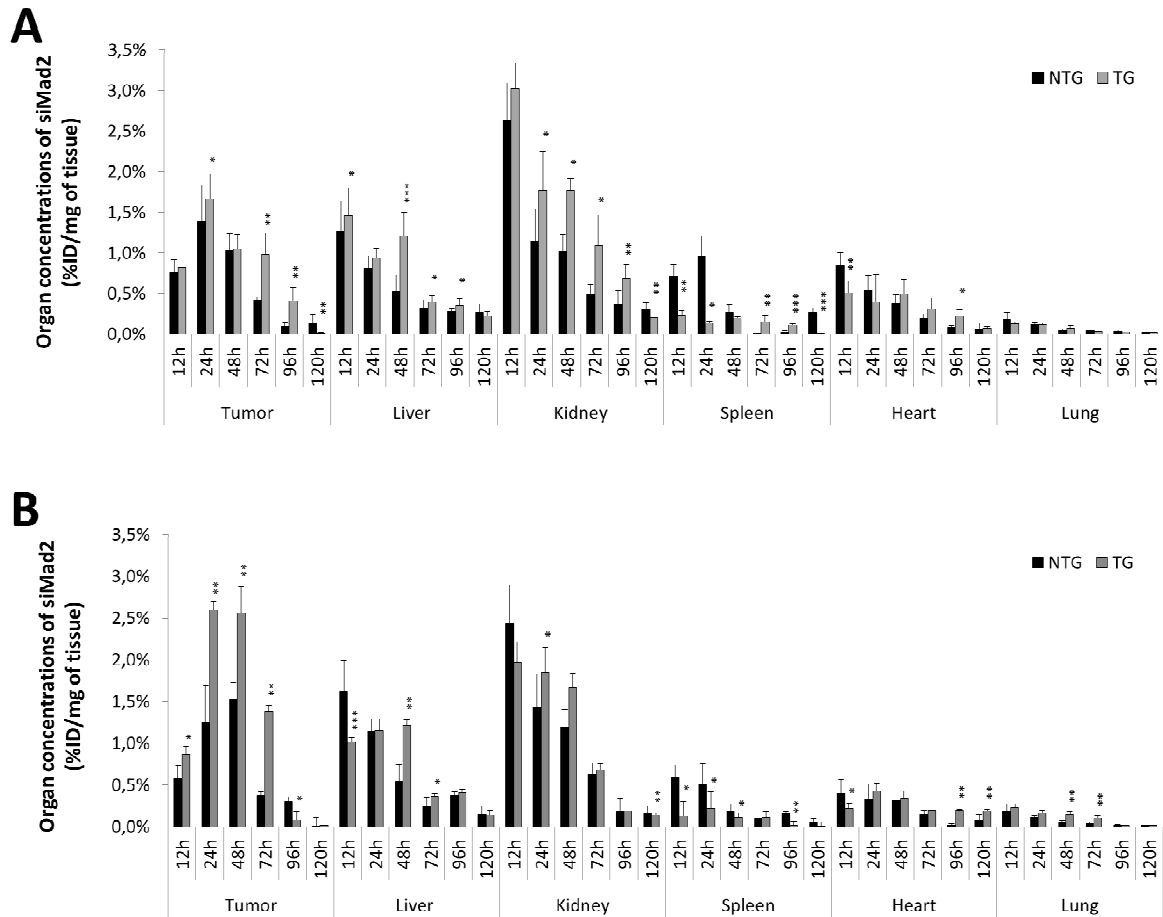 A
Organ concentrations of siMad2
(%ID/mg of tissue)
3,5%
3,0%
2,5%
2,0%
1,5%
1,0%
0,5%
0,0%
NTG TG
* ** ** ** * *** * * * * * ** ** ** * ** *** *** ** *
12h 24h 48h 72h 96h 120h 12h 24h 48h 72h 96h 120h 12h 24h 48h 72h 96h 120h 12h 24h 48h 72h 96h 120h 12h 24h 48h 72h 96h 120h 12h 24h 48h 72h 96h 120h
Tumor Liver Kidney Spleen Heart Lung
B
Organ concentrations of siMad2
(%ID/mg of tissue)
3,5%
3,0%
2,5%
2,0%
1,5%
1,0%
0,5%
0,0%
NTG TG
* ** ** ** * *** ** * * ** * * * ** * ** ** ** **
12h 24h 48h 72h 96h 120h 12h 24h 48h 72h 96h 120h 12h 24h 48h 72h 96h 120h 12h 24h 48h 72h 96h 120h 12h 24h 48h 72h 96h 120h 12h 24h 48h 72h 96h 120h
Tumor Liver Kidney Spleen Heart Lung